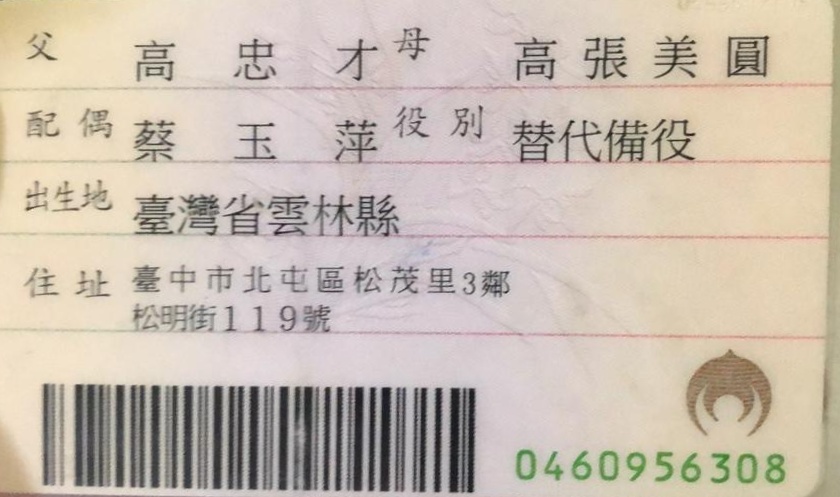 父 高忠才 母 高張美圓
配偶 蔡玉萍 役別 替代備役
出生地 臺灣省雲林縣
住址 臺中市北屯區松茂里3鄰
松明街119號
0460956308